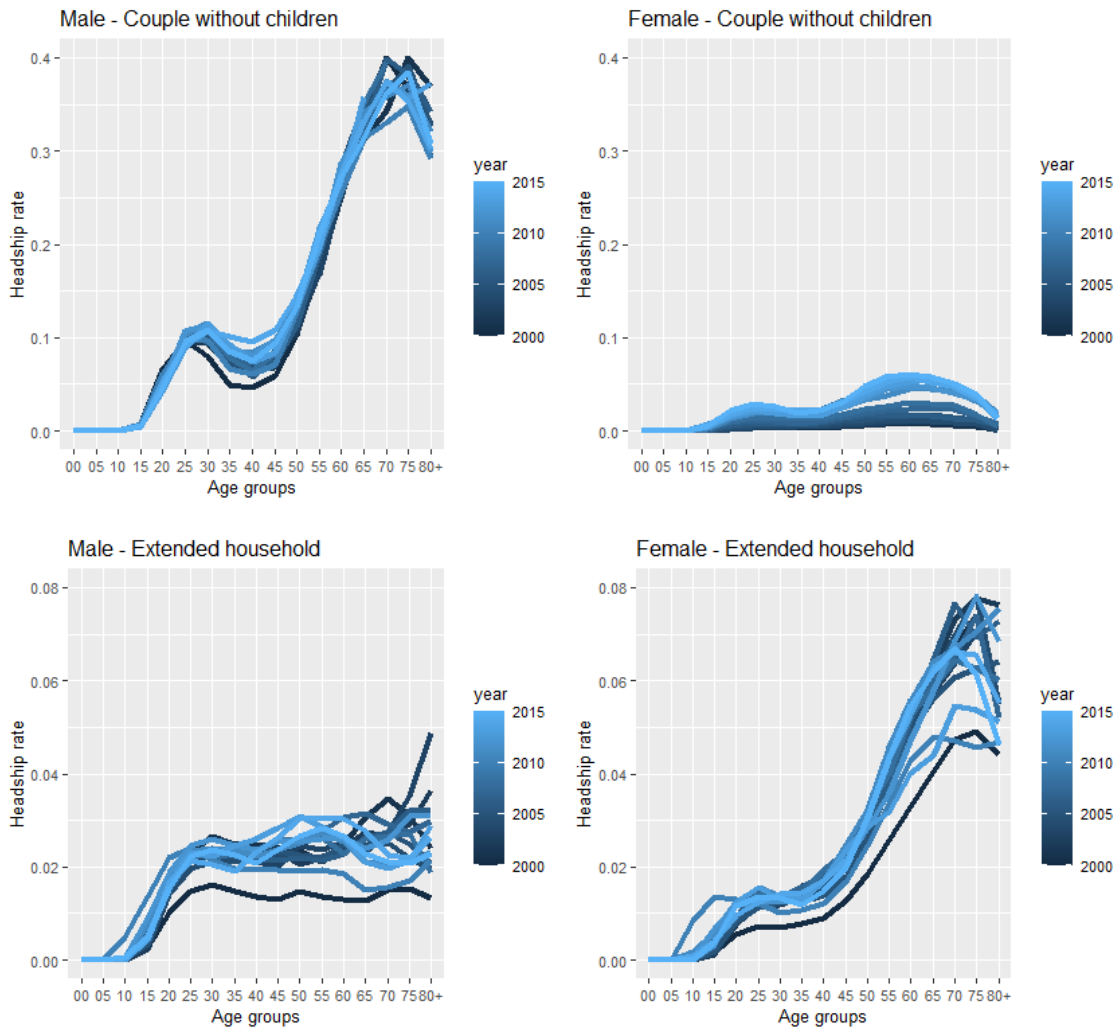 Male - Couple without children
Headship rate
0.4
0.3
0.2
0.1
0.0
00 05 10 15 20 25 30 35 40 45 50 55 60 65 70 75 80+
Age groups
year
2015
2010
2005
2000
Female - Couple without children
Headship rate
0.4
0.3
0.2
0.1
0.0
00 05 10 15 20 25 30 35 40 45 50 55 60 65 70 75 80+
Age groups
year
2015
2010
2005
2000
Male - Extended household
Headship rate
0.08
0.06
0.04
0.02
0.00
00 05 10 15 20 25 30 35 40 45 50 55 60 65 70 75 80+
Age groups
year
2015
2010
2005
2000
Female - Extended household
Headship rate
0.08
0.06
0.04
0.02
0.00
00 05 10 15 20 25 30 35 40 45 50 55 60 65 70 75 80+
Age groups
year
2015
2010
2005
2000